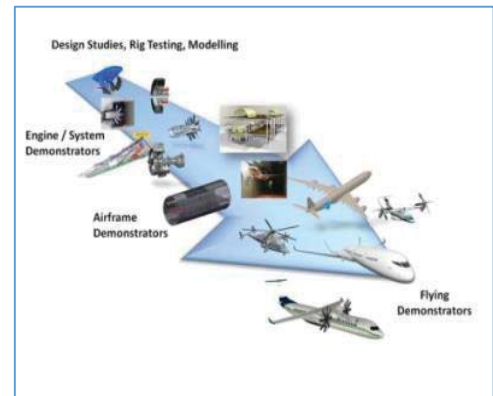 Design Studies, Rig Testing, Modelling
Engine / System
Demonstrators
Airframe
Demonstrators
Flying
Demonstrators